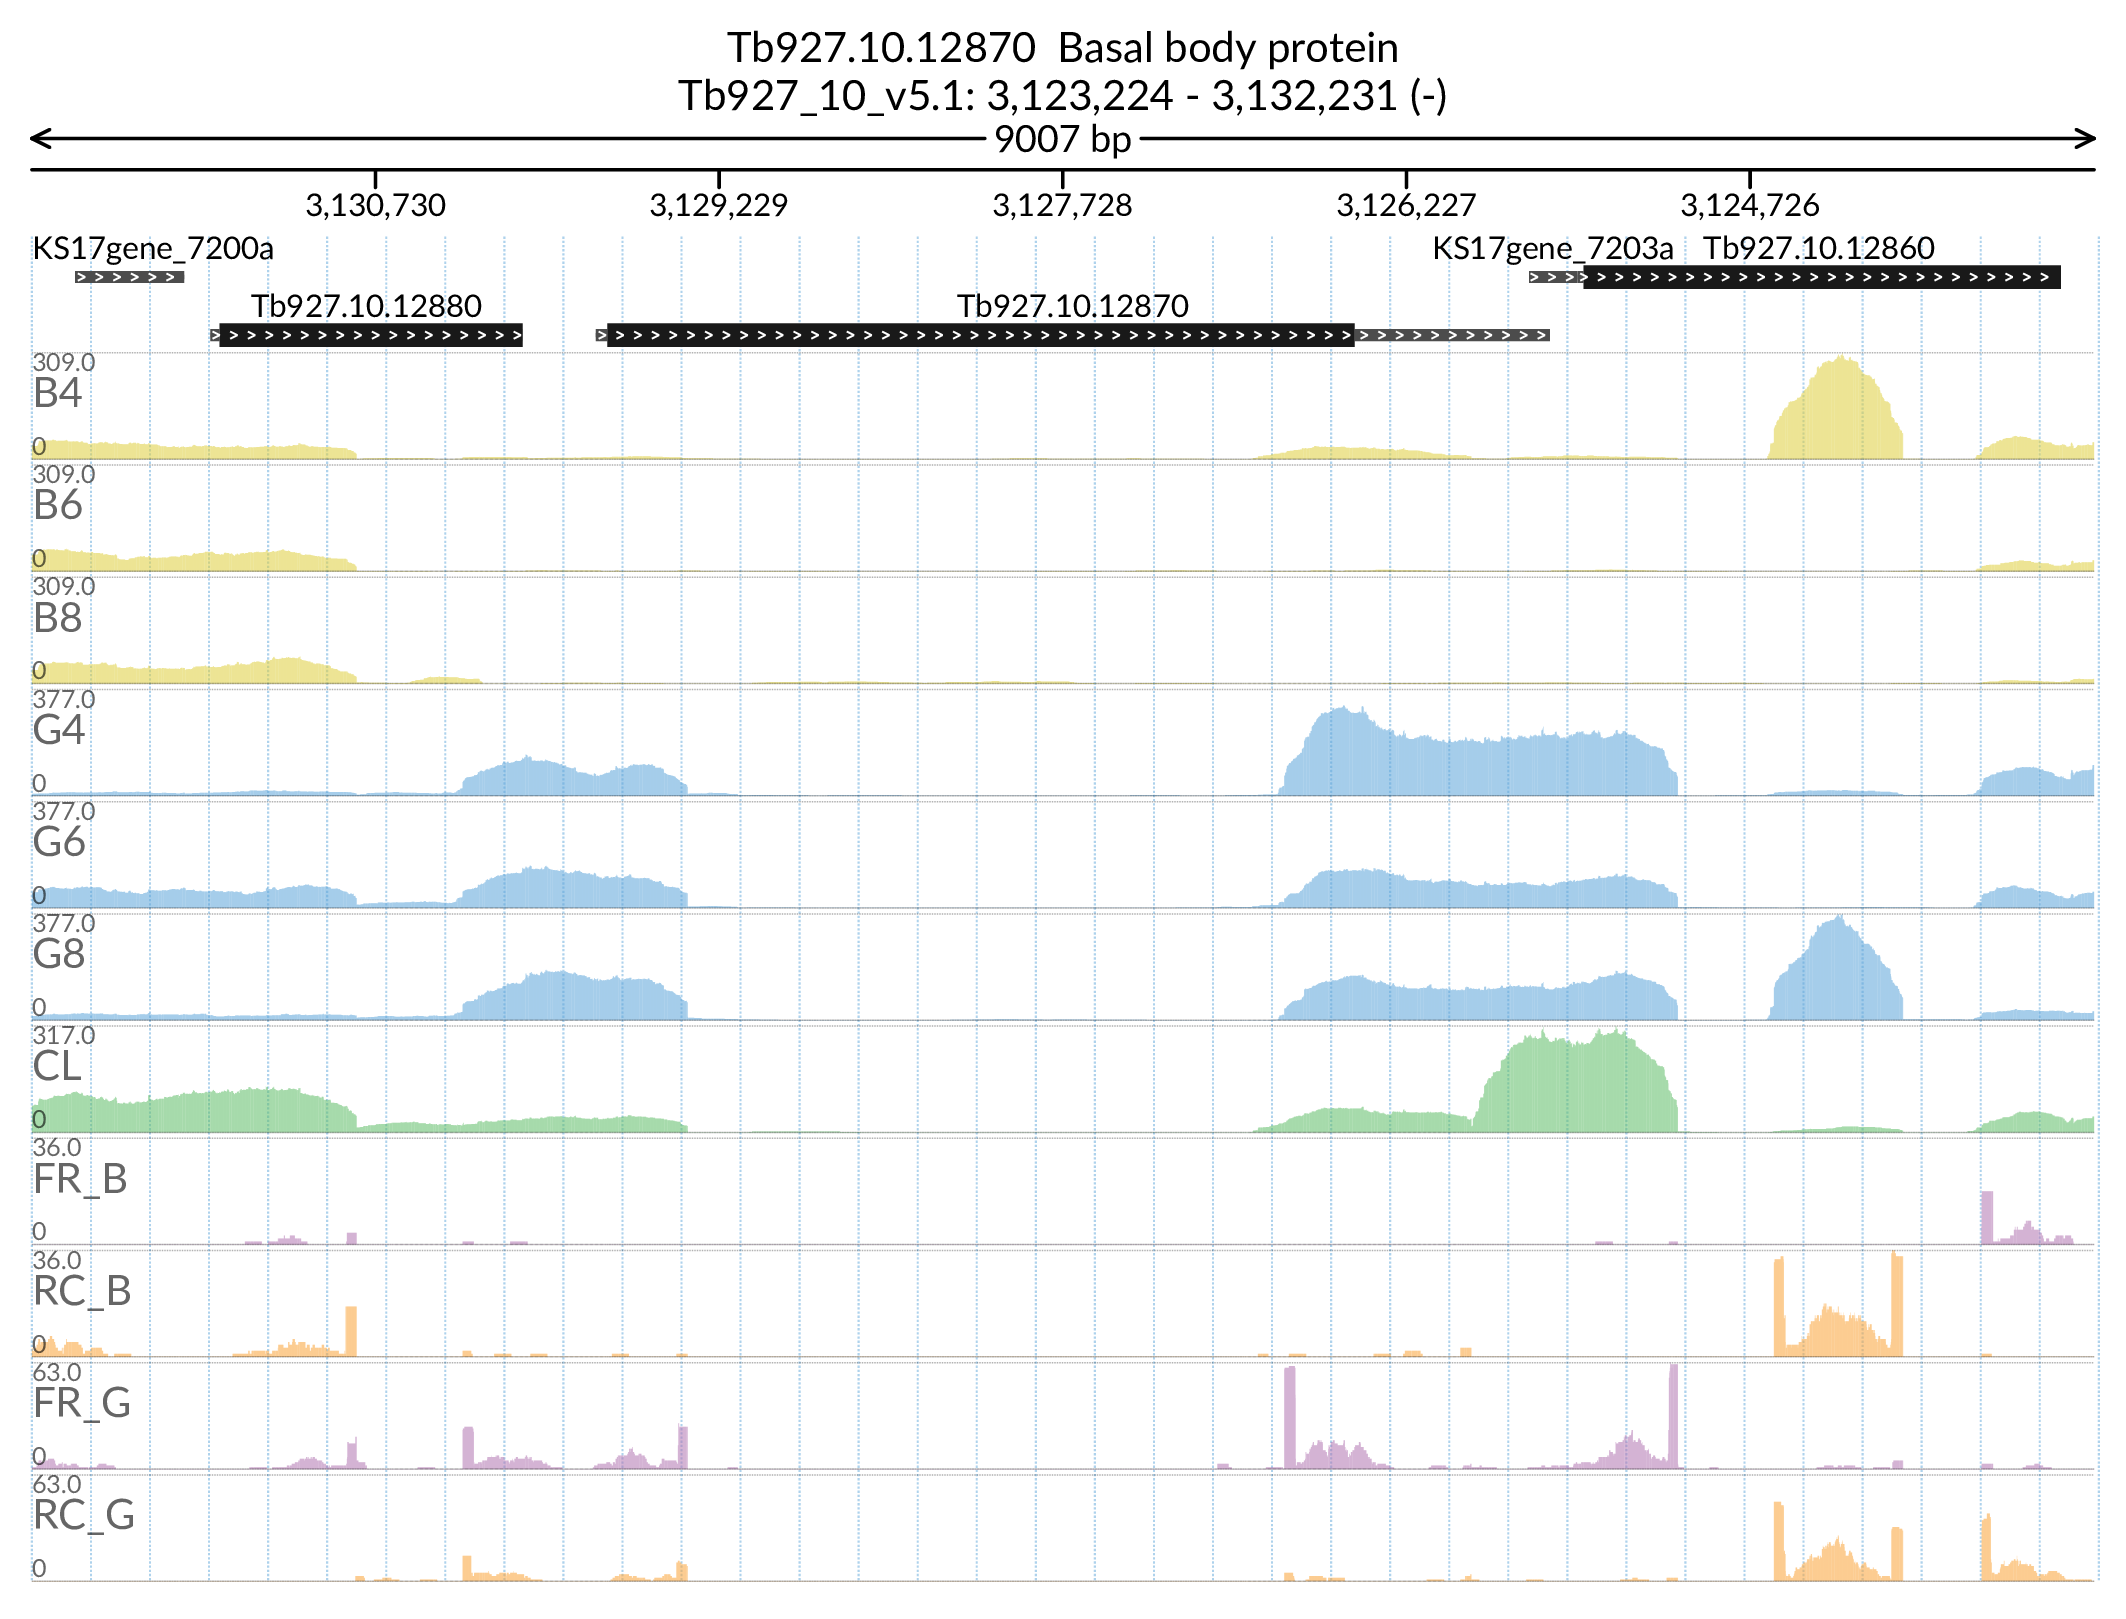 Tb927.10.12870  Basal body protein
Tb927_10_v5.1: 3,123,224 - 3,132,231 (-)
9007 bp
3,130,730 3,129,229 3,127,728 3,126,227 3,124,726
KS17gene_7200a KS17gene_7203a Tb927.10.12860
Tb927.10.12880 Tb927.10.12870
309.0
B4
0
309.0
B6
0
309.0
B8
0
377.0
G4
0
377.0
G6
0
377.0
G8
0
317.0
CL
0
36.0
FR_B
0
36.0
RC_B
0
63.0
FR_G
0
63.0
RC_G
0